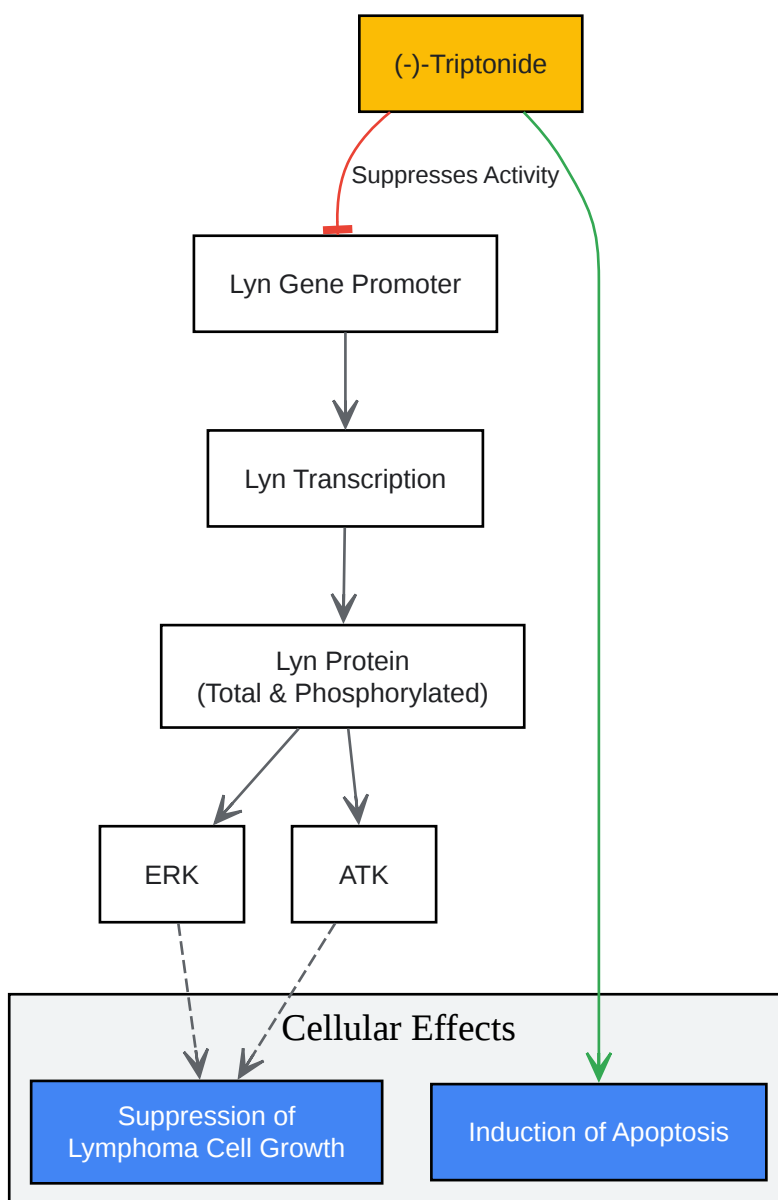 (-)-Triptonide
Suppresses Activity
Lyn Gene Promoter
Lyn Transcription
Lyn Protein
(Total & Phosphorylated)
ERK
ATK
Cellular Effects
Suppression of
Lymphoma Cell Growth
Induction of Apoptosis